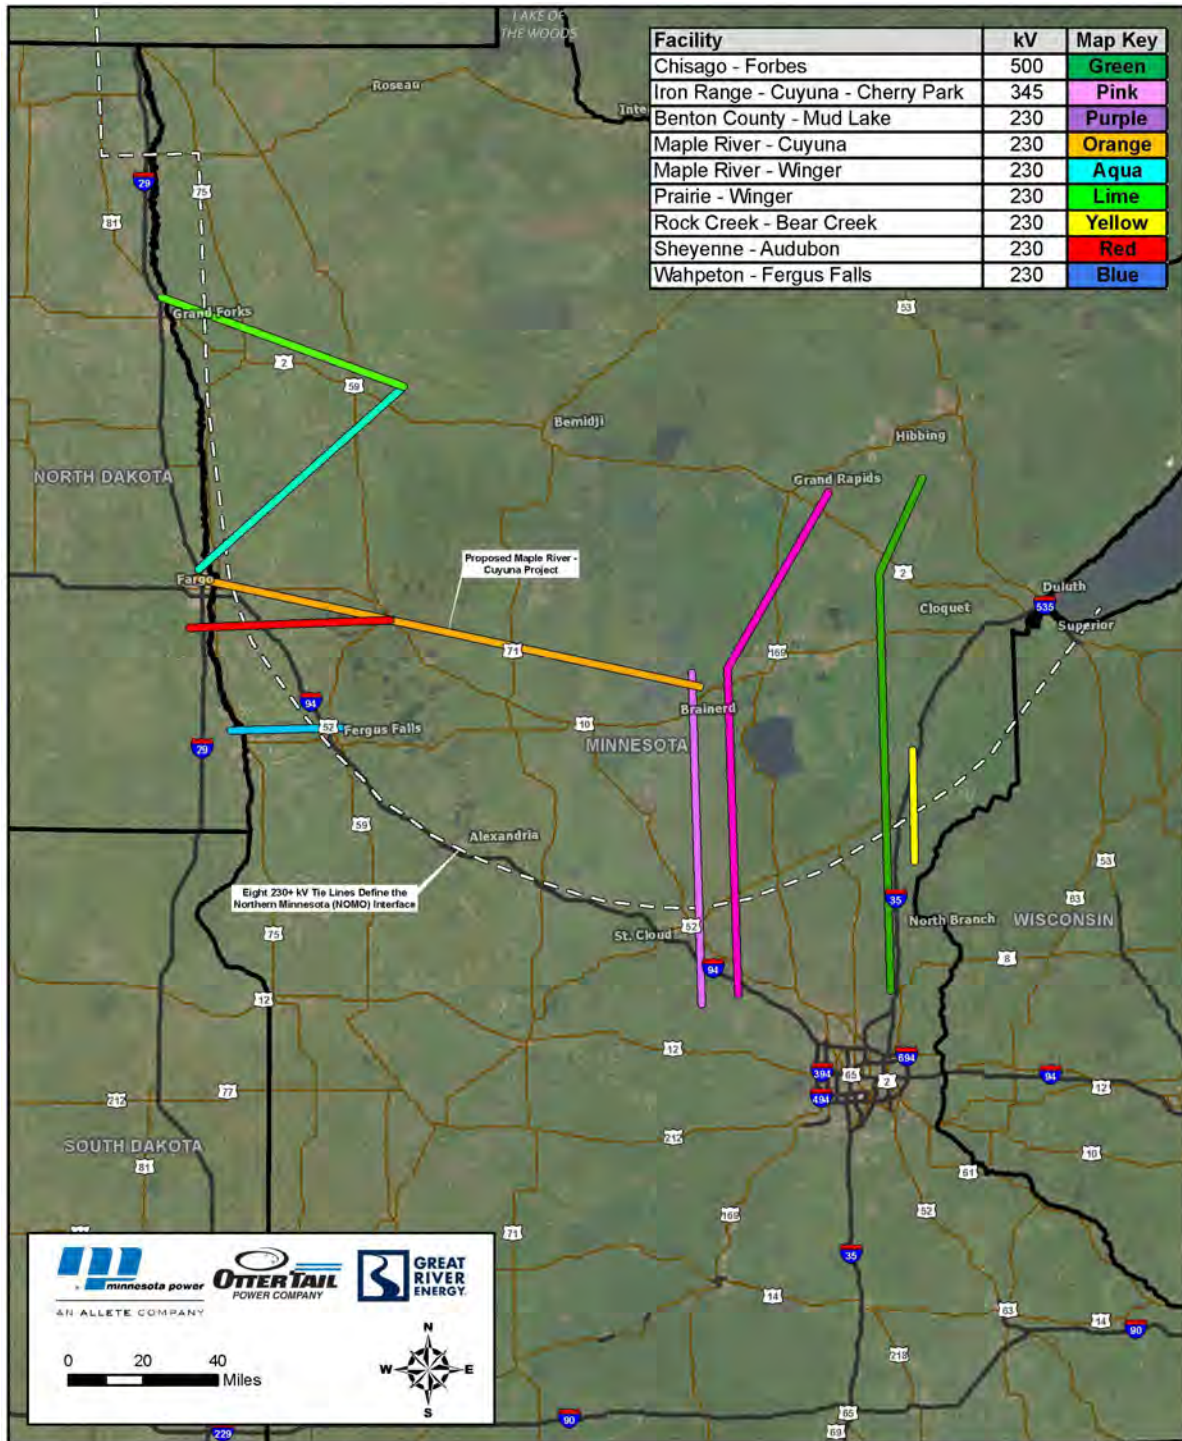 LAKE OF
THE WOODS
Facility kV Map Key
Chisago - Forbes 500 Green
Iron Range - Cuyuna - Cherry Park 345 Pink
Benton County - Mud Lake 230 Purple
Maple River - Cuyuna 230 Orange
Maple River - Winger 230 Aqua
Prairie - Winger 230 Lime
Rock Creek - Bear Creek 230 Yellow
Sheyenne - Audubon 230 Red
Wahpeton - Fergus Falls 230 Blue
Roseau
Inte
29
75
81
53
Grand Forks
2
59
Bemidji
Hibbing
NORTH DAKOTA
Grand Rapids
Proposed Maple River -
Cuyuna Project
Fargo
2
Duluth
Cloquet
535
Superior
71
169
94
Brainerd
10
52
Fergus Falls
MINNESOTA
29
59
Alexandria
53
Eight 230+ kV Tie Lines Define the
Northern Minnesota (NOMO) Interface
35
63
North Branch
WISCONSIN
75
St. Cloud
52
8
94
12
12
694
394
65
2
94
12
77
212
494
212
SOUTH DAKOTA
81
10
61
52
169
71
35
minnesota power
AN ALLETE COMPANY
OTTER TAIL
POWER COMPANY
GREAT
RIVER
ENERGY
14
63
14
90
218
N
W E
S
0 20 40
Miles
90
65
229
69